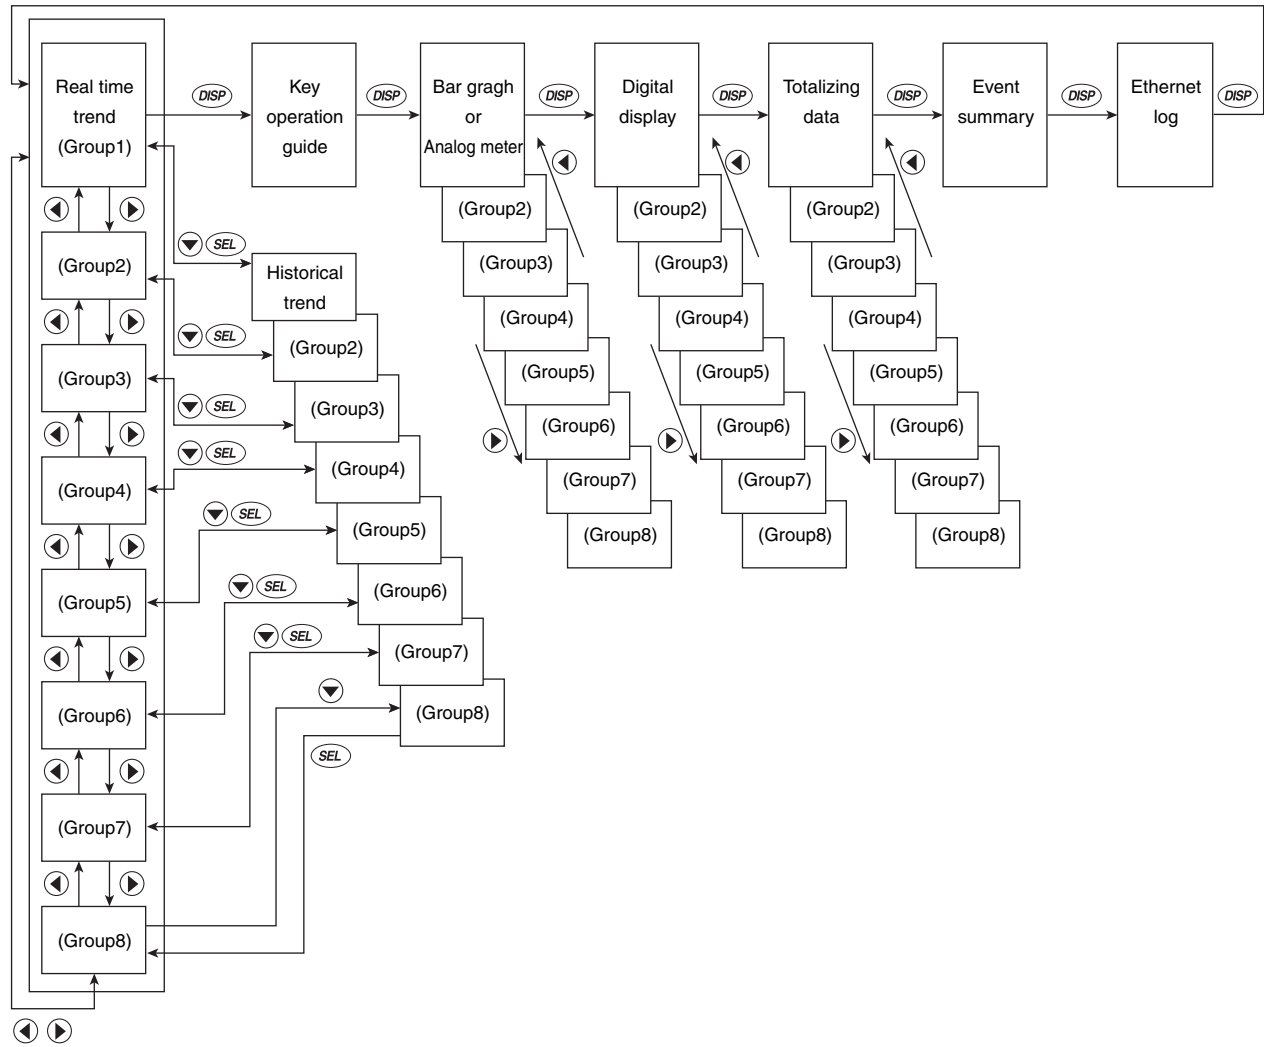 Real time
trend
(Group1)
DISP
Key
operation
guide
DISP
Bar gragh
or
Analog meter
DISP
Digital
display
DISP
Totalizing
data
DISP
Event
summary
DISP
Ethernet
log
DISP
(Group2)
(Group3)
(Group4)
(Group5)
(Group6)
(Group7)
(Group8)
SEL
Historical
trend
SEL
(Group2)
SEL
(Group3)
SEL
(Group4)
SEL
(Group5)
SEL
(Group6)
SEL
(Group7)
(Group8)
SEL
(Group2)
(Group3)
(Group4)
(Group5)
(Group6)
(Group7)
(Group8)
(Group2)
(Group3)
(Group4)
(Group5)
(Group6)
(Group7)
(Group8)
(Group2)
(Group3)
(Group4)
(Group5)
(Group6)
(Group7)
(Group8)